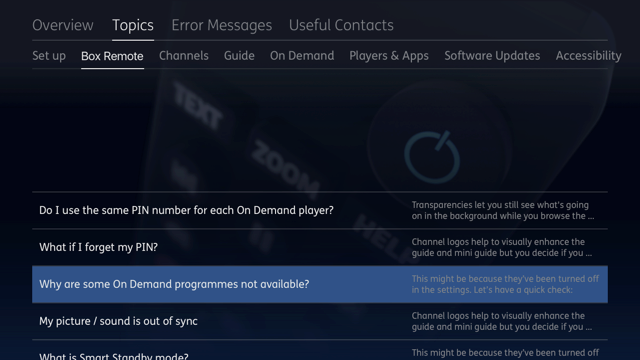 Overview Topics Error Messages Useful Contacts
Set up Box Remote Channels Guide On Demand Players & Apps Software Updates Accessibility
TEXT
ZOOM
HELP
Do I use the same PIN number for each On Demand player?
Transparencies let you still see what's going
on in the background while you browse the ...
What if I forget my PIN?
Channel logos help to visually enhance the
guide and mini guide but you decide if you ...
Why are some On Demand programmes not available?
This might be because they've been turned off
in the settings. Let's have a quick check:
My picture / sound is out of sync
Channel logos help to visually enhance the
guide and mini guide but you decide if you ...
What is Smart Standby mode?
This might be because they've been turned off